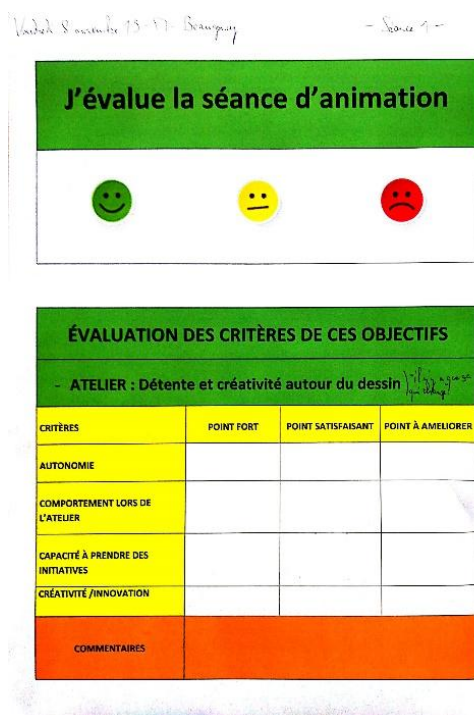 Vendredi 8 novembre 13-17 - Séance 1 -
J'évalue la séance d'animation
ÉVALUATION DES CRITÈRES DE CES OBJECTIFS
- ATELIER : Détente et créativité autour du dessin
CRITÈRES POINT FORT POINT SATISFAISANT POINT À AMELIORER
AUTONOMIE
COMPORTEMENT LORS DE
L'ATELIER
CAPACITÉ À PRENDRE DES
INITIATIVES
CRÉATIVITÉ /INNOVATION
COMMENTAIRES